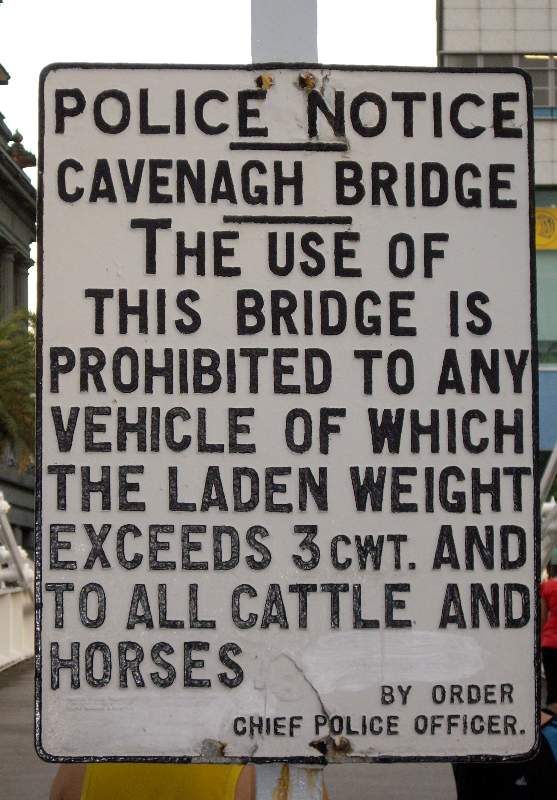 POLICE NOTICE
CAVENAGH BRIDGE
THE USE OF
THIS BRIDGE IS
PROHIBITED TO ANY
VEHICLE OF WHICH
THE LADEN WEIGHT
EXCEEDS 3 CWT. AND
TO ALL CATTLE AND
HORSES
BY ORDER
CHIEF POLICE OFFICER.